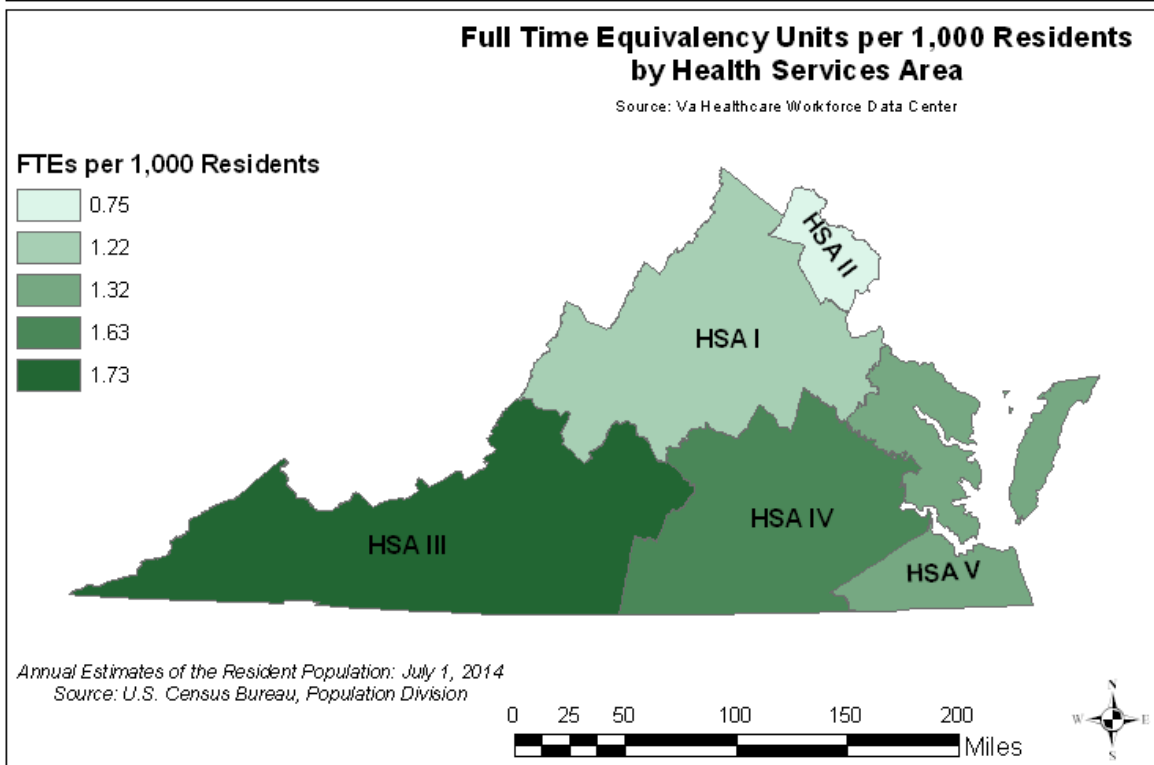 Full Time Equivalency Units per 1,000 Residents
by Health Services Area
Source: Va Healthcare Workforce Data Center
FTEs per 1,000 Residents
0.75
1.22
1.32
1.63
1.73
HSA II
HSA I
HSA IV
HSA III
HSA V
Annual Estimates of the Resident Population: July 1, 2014
Source: U.S. Census Bureau, Population Division
0 25 50 100 150 200
Miles
N
W E
S